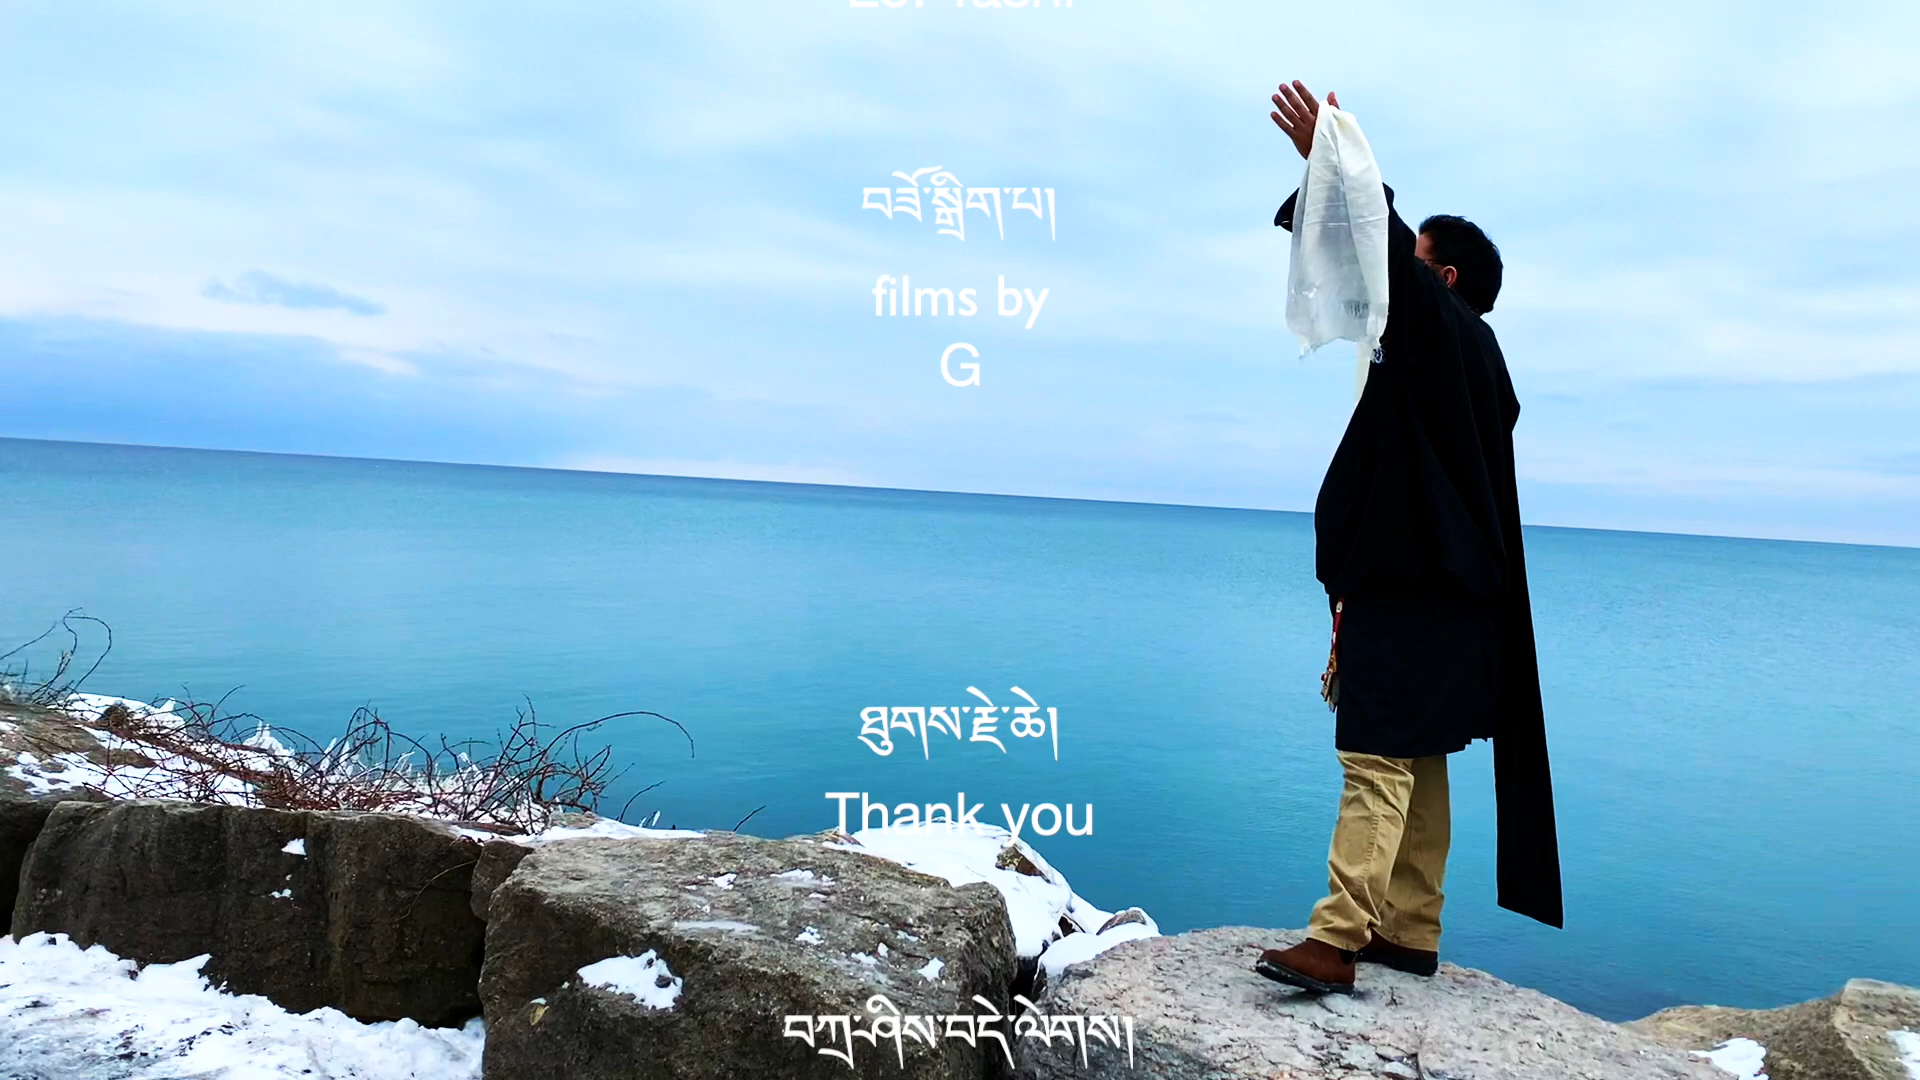 བཟོ་སྒྲིག་པ།
films by
G
ཐུགས་རྗེ་ཆེ།
Thank you
བཀྲ་ཤིས་བདེ་ལེགས།